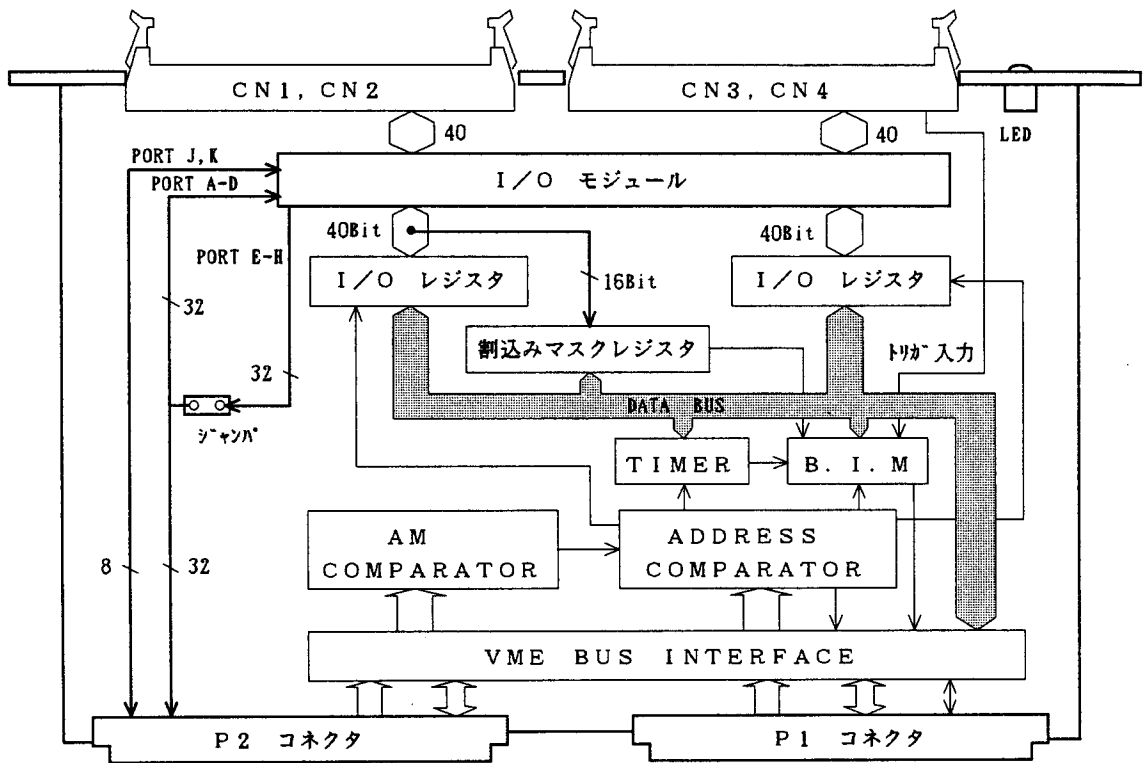 CN1, CN2
CN3, CN4
LED
40
40
PORT J,K
PORT A-D
I/O モジュール
40Bit
40Bit
PORT E-H
I/O レジスタ
16Bit
I/O レジスタ
32
割込みマスクレジスタ
トリガ入力
32
DATA BUS
ジャンパ
TIMER
B.I.M
AM
COMPARATOR
ADDRESS
COMPARATOR
8
32
VME BUS INTERFACE
P2 コネクタ
P1 コネクタ